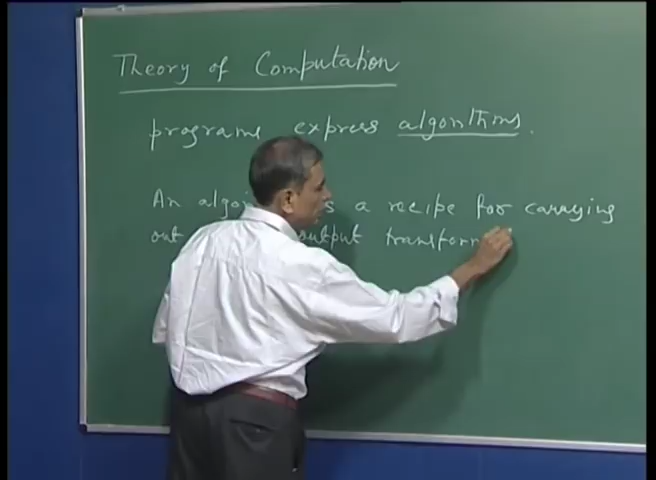 Theory of Computation
programs express algorithms.
An algo s a recipe for carrying
out output transform